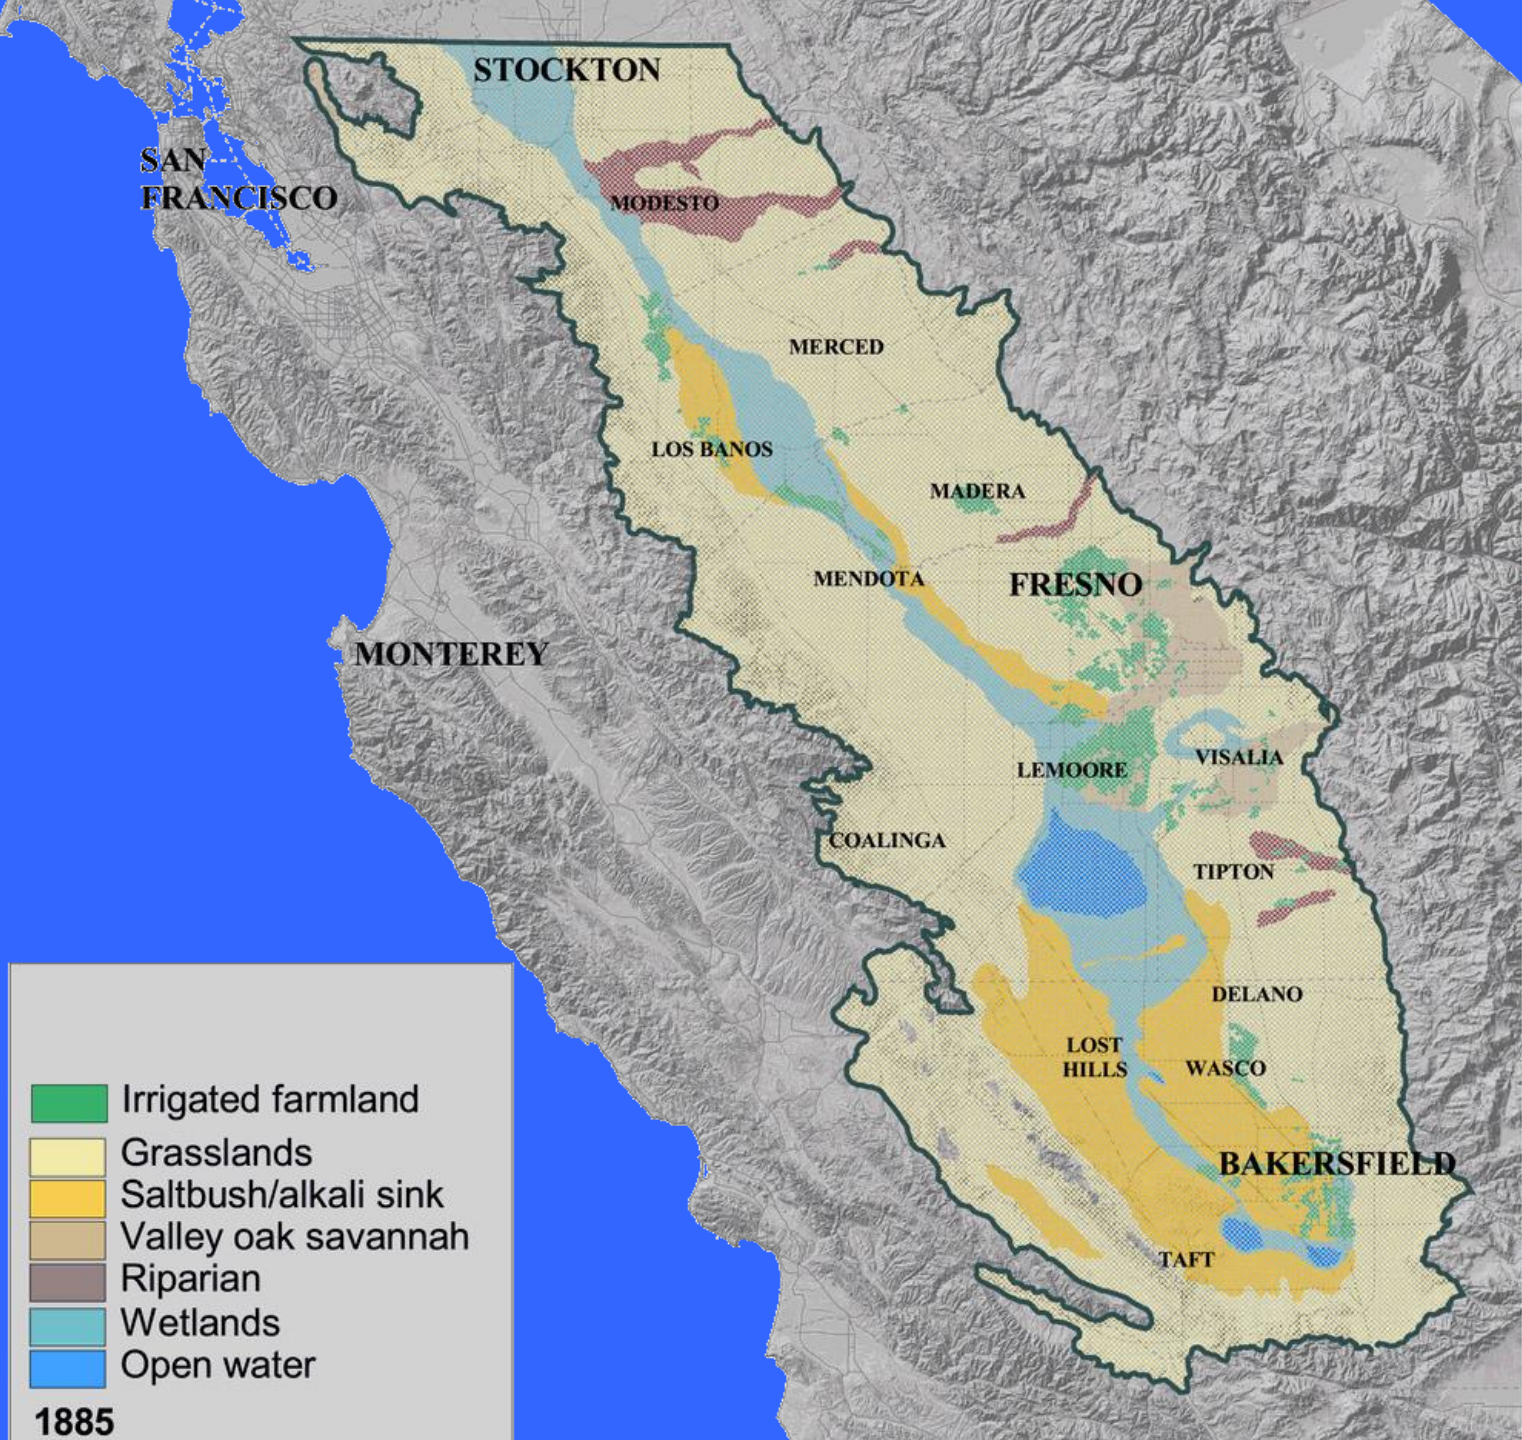 STOCKTON
SAN
FRANCISCO
MODESTO
MERCED
LOS BANOS
MADERA
MENDOTA
FRESNO
MONTEREY
LEMOORE
VISALIA
COALINGA
TIPTON
DELANO
LOST
HILLS
WASCO
BAKERSFIELD
TAFT
Irrigated farmland
Grasslands
Saltbush/alkali sink
Valley oak savannah
Riparian
Wetlands
Open water
1885